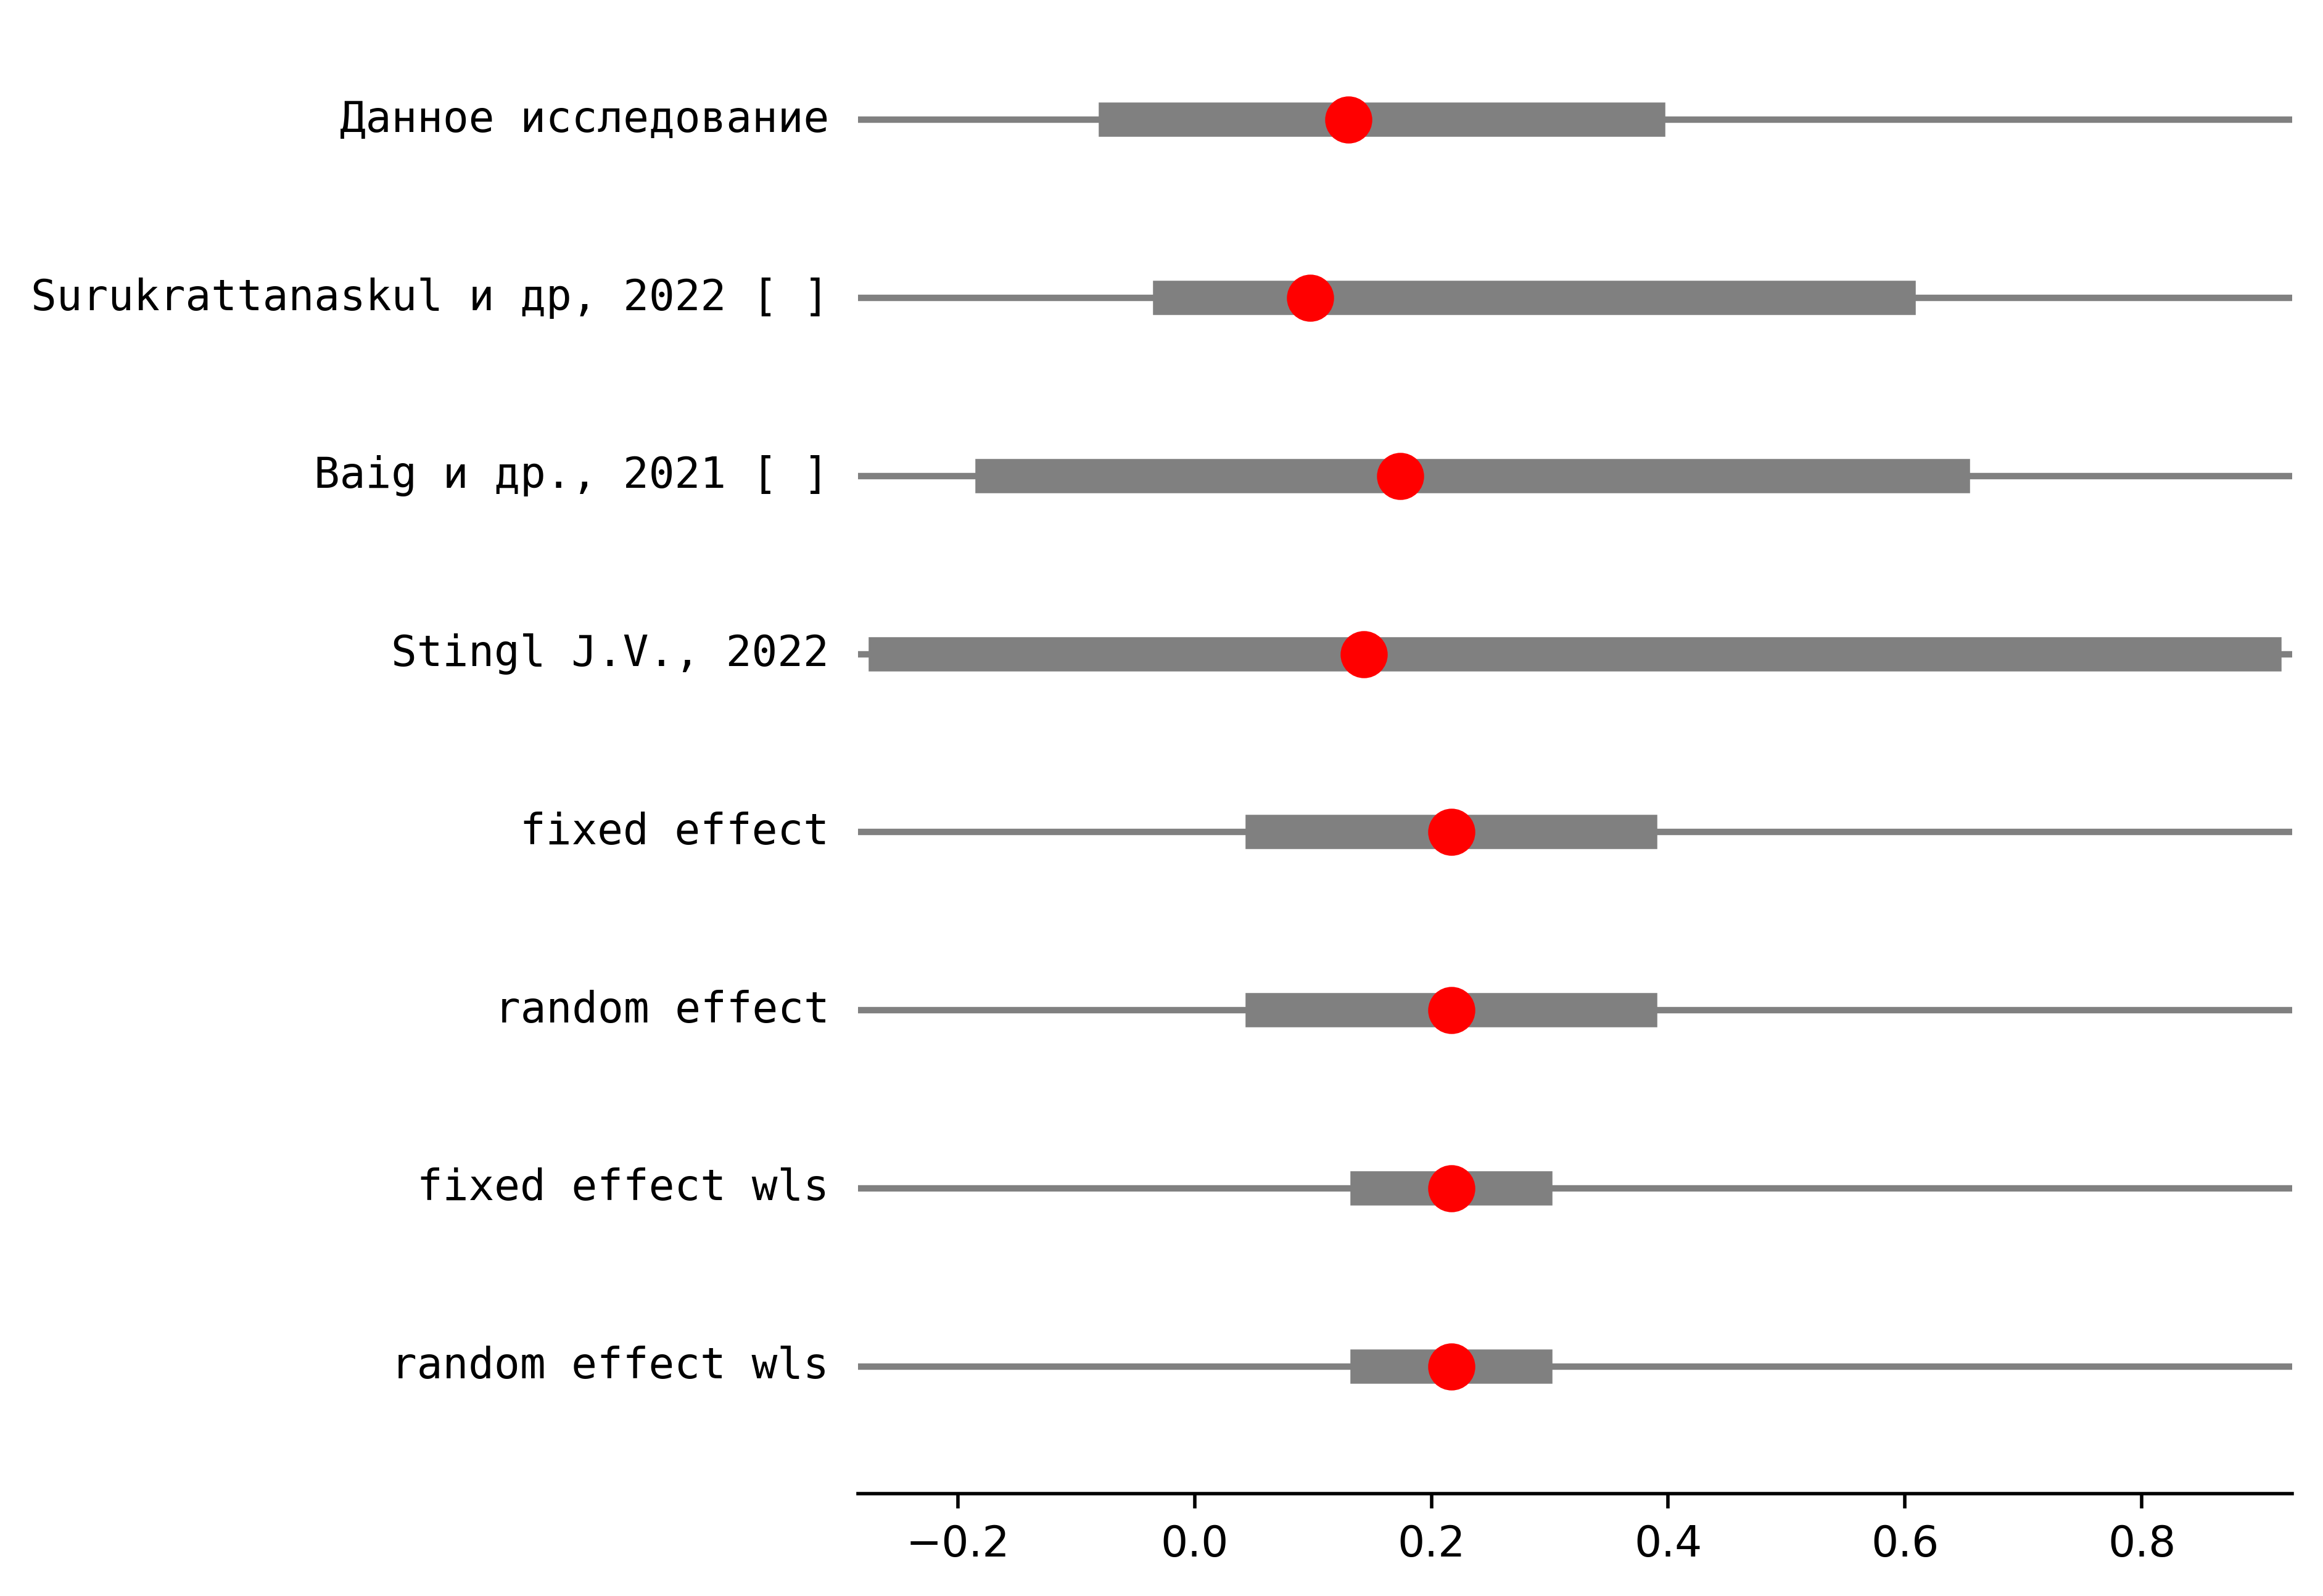 Данное исследование
Surukrattanaskul и др, 2022 [ ]
Baig и др., 2021 [ ]
Stingl J.V., 2022
fixed effect
random effect
fixed effect wls
random effect wls
−0.2 0.0 0.2 0.4 0.6 0.8